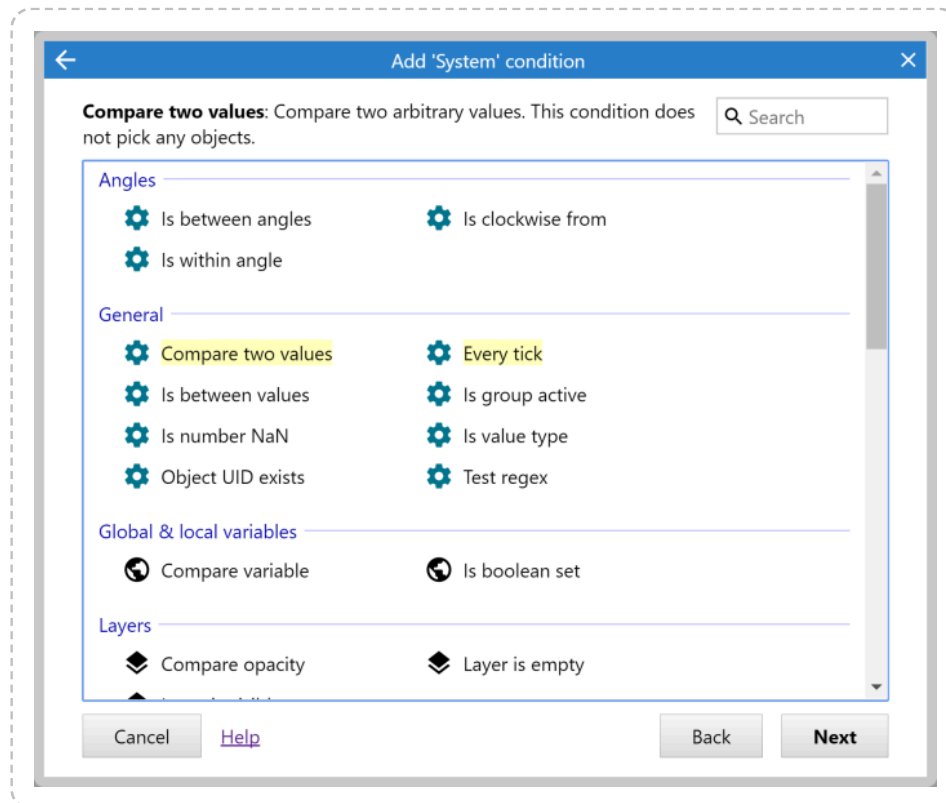 Add 'System' condition
Compare two values: Compare two arbitrary values. This condition does
not pick any objects.
Search
Angles
Is between angles
Is clockwise from
Is within angle
General
Compare two values
Every tick
Is between values
Is group active
Is number NaN
Is value type
Object UID exists
Test regex
Global & local variables
Compare variable
Is boolean set
Layers
Compare opacity
Layer is empty
Cancel
Help
Back
Next